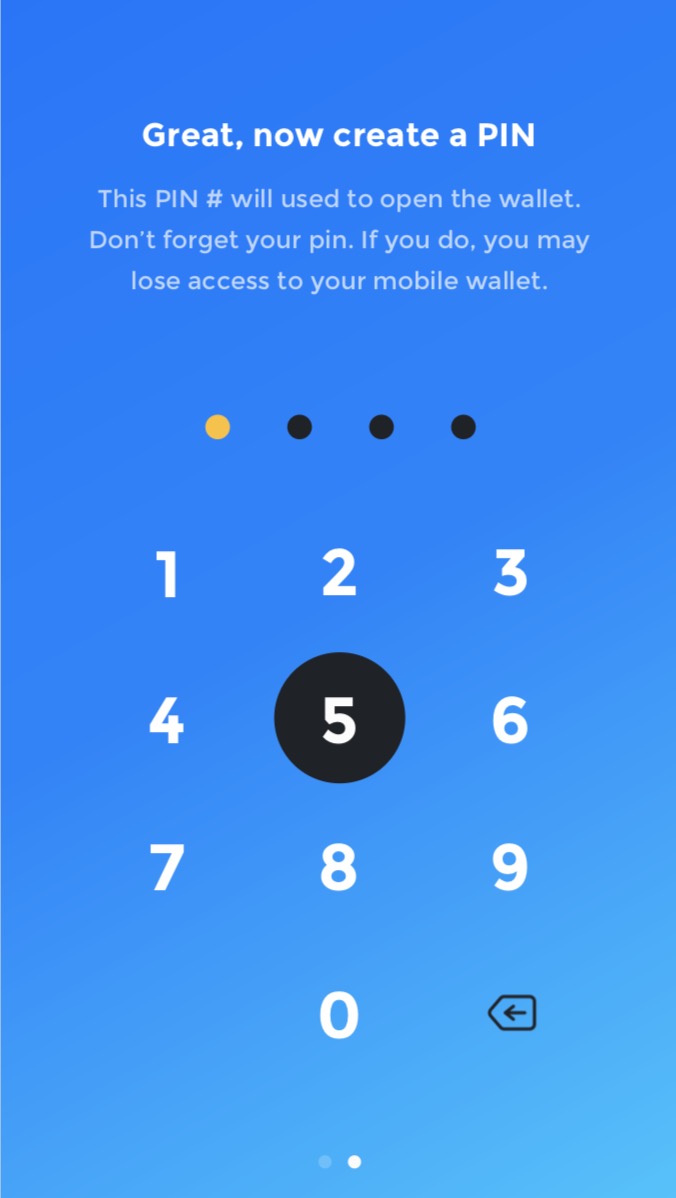 Great, now create a PIN
This PIN # will used to open the wallet.
Don’t forget your pin. If you do, you may
lose access to your mobile wallet.
1 2 3
4 5 6
7 8 9
0